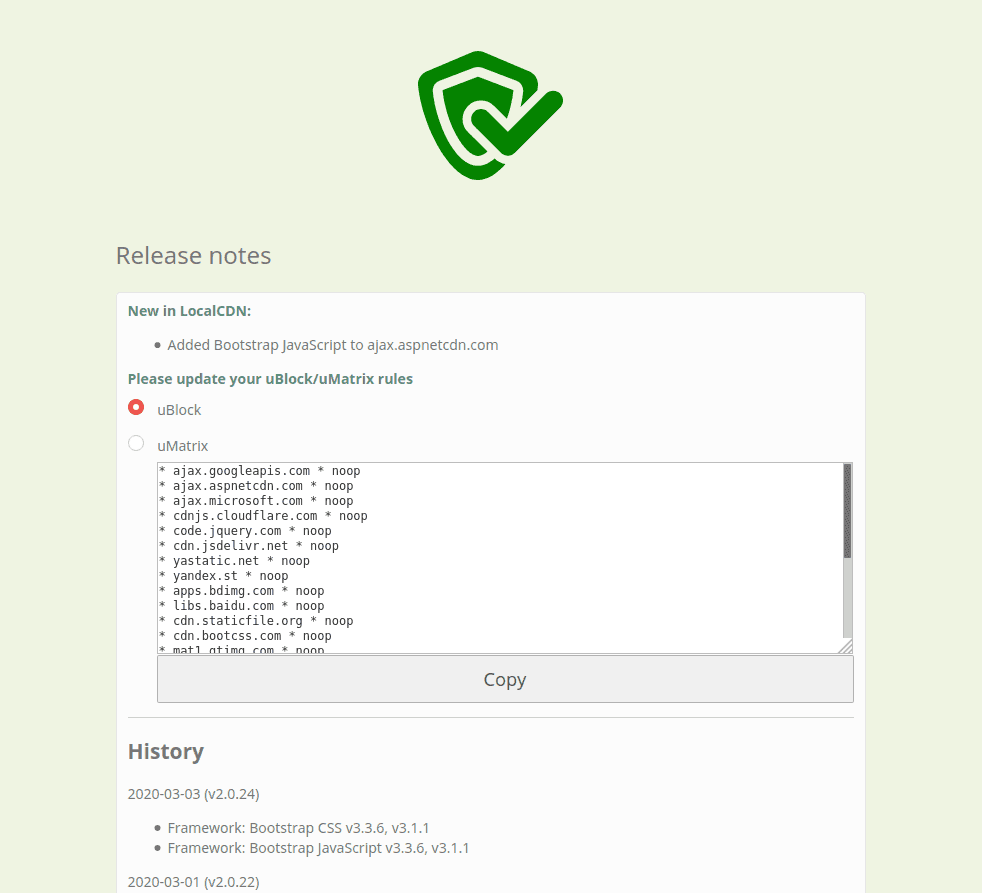 Release notes
New in LocalCDN:
Added Bootstrap JavaScript to ajax.aspnetcdn.com
Please update your uBlock/uMatrix rules
uBlock
uMatrix
* ajax.googleapis.com * noop
* ajax.aspnetcdn.com * noop
* ajax.microsoft.com * noop
* cdnjs.cloudflare.com * noop
* code.jquery.com * noop
* cdn.jsdelivr.net * noop
* yastatic.net * noop
* yandex.st * noop
* apps.bdimg.com * noop
* libs.baidu.com * noop
* cdn.staticfile.org * noop
* cdn.bootcss.com * noop
* mat1.gtimg.com * noop
Copy
History
2020-03-03 (v2.0.24)
Framework: Bootstrap CSS v3.3.6, v3.1.1
Framework: Bootstrap JavaScript v3.3.6, v3.1.1
2020-03-01 (v2.0.22)